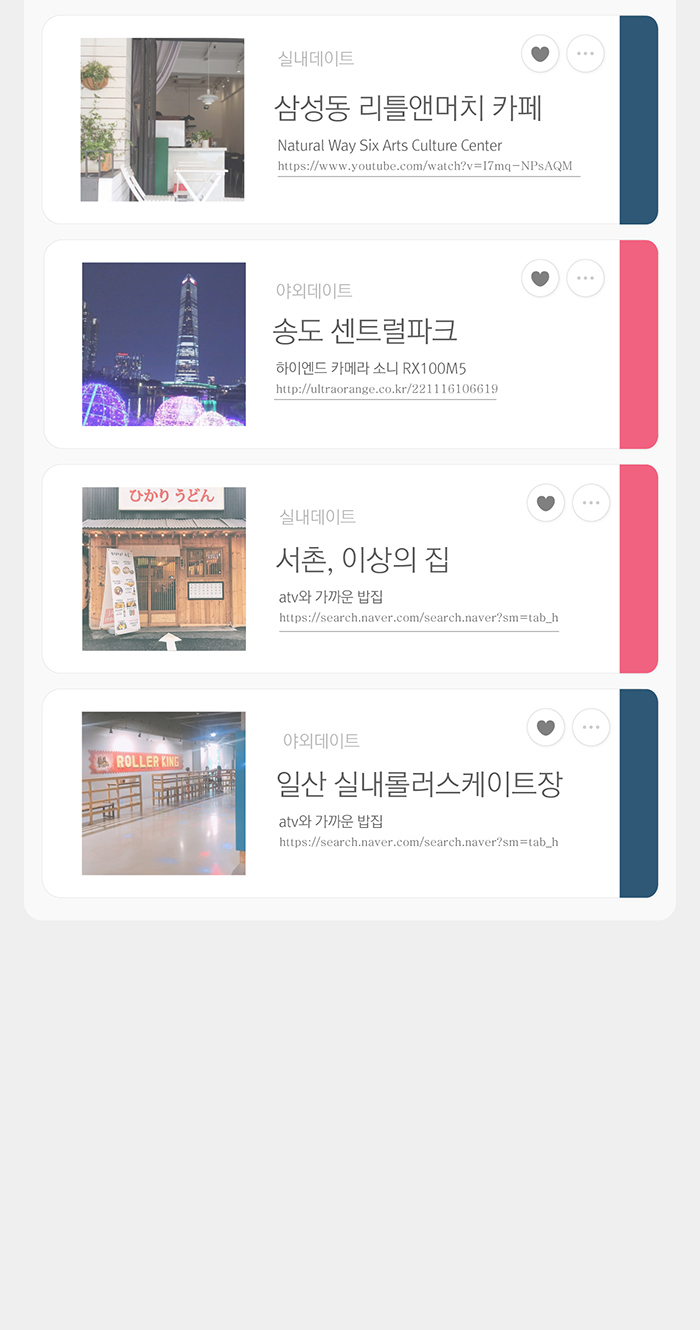 실내데이트
삼성동 리틀앤머치 카페
Natural Way Six Arts Culture Center
https://www.youtube.com/watch?v=I7mq-NPsAQM
야외데이트
송도 센트럴파크
하이엔드 카메라 소니 RX100M5
http://ultraorange.co.kr/221116106619
ひかり うどん
실내데이트
서촌, 이상의 집
atv와 가까운 밥집
https://search.naver.com/search.naver?sm=tab_h
ROLLER KING
야외데이트
일산 실내롤러스케이트장
atv와 가까운 밥집
https://search.naver.com/search.naver?sm=tab_h